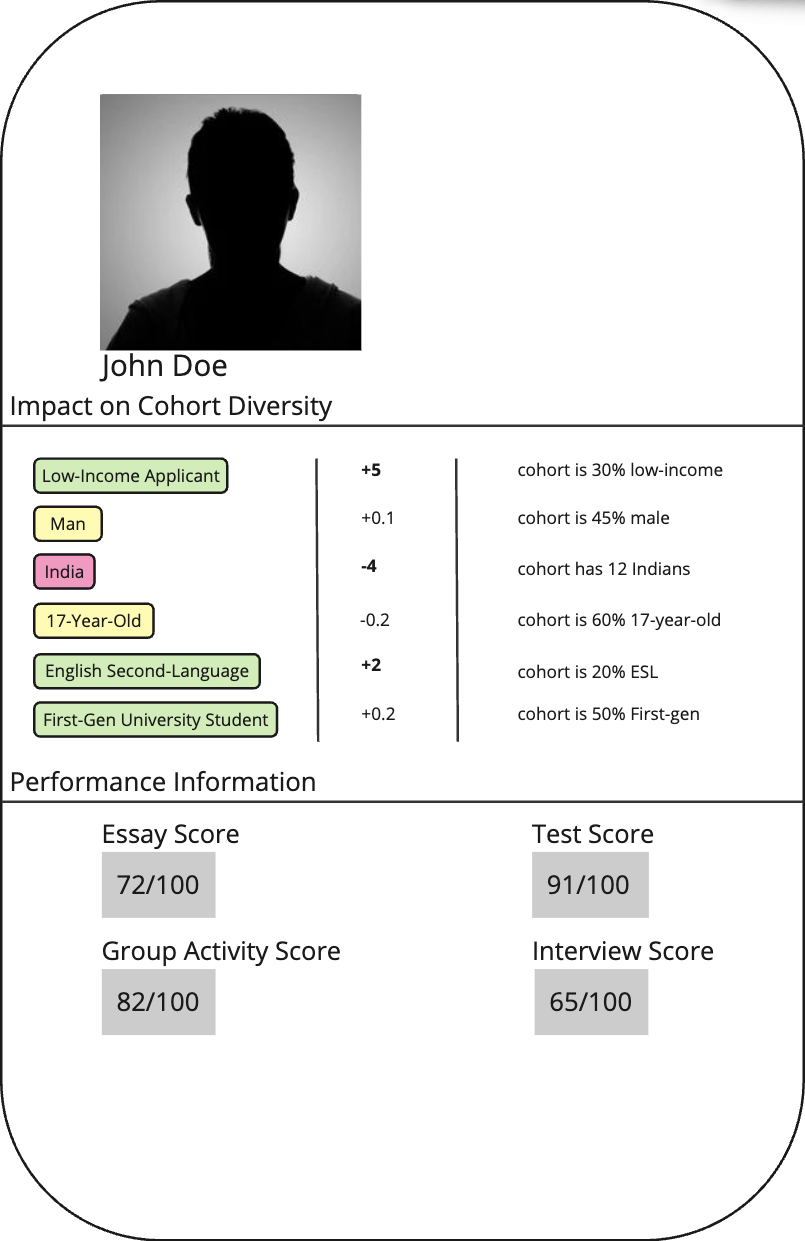 John Doe
Impact on Cohort Diversity
Low-Income Applicant +5 cohort is 30% low-income
Man +0.1 cohort is 45% male
India -4 cohort has 12 Indians
17-Year-Old -0.2 cohort is 60% 17-year-old
English Second-Language +2 cohort is 20% ESL
First-Gen University Student +0.2 cohort is 50% First-gen
Performance Information
Essay Score Test Score
72/100 91/100
Group Activity Score Interview Score
82/100 65/100